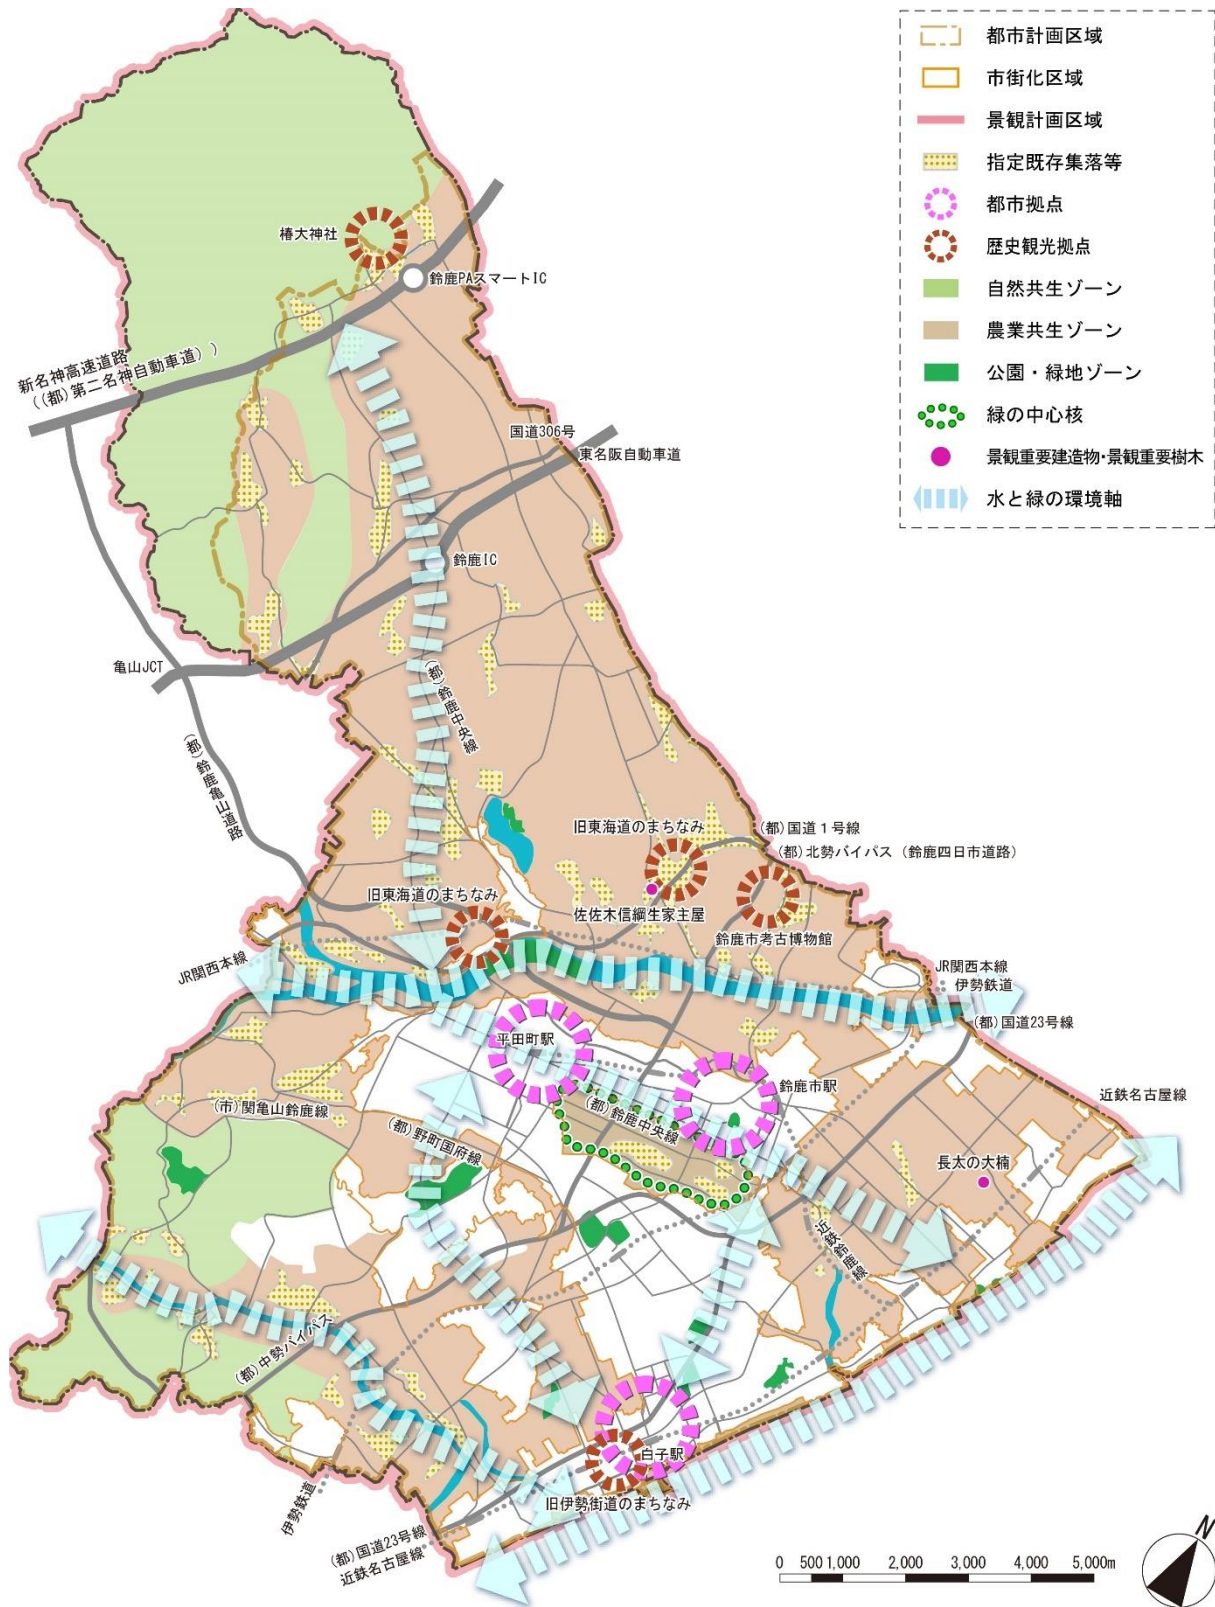 都市計画区域
市街化区域
景観計画区域
指定既存集落等
都市拠点
歴史観光拠点
自然共生ゾーン
農業共生ゾーン
公園・緑地ゾーン
緑の中心核
景観重要建造物・景観重要樹木
水と緑の環境軸
椿大神社
鈴鹿PAスマートIC
新名神高速道路
((都)第二名神自動車道))
国道306号
東名阪自動車道
鈴鹿IC
亀山JCT
(都)鈴鹿中央線
(都)鈴鹿亀山道路
旧東海道のまちなみ
(都)国道1号線
(都)北勢バイパス(鈴鹿四日市道路)
旧東海道のまちなみ
佐佐木信綱生家主屋
鈴鹿市考古博物館
JR関西本線
JR関西本線
伊勢鉄道
(都)国道23号線
平田町駅
鈴鹿市駅
近鉄名古屋線
(市)関亀山鈴鹿線
(都)野町国府線
(都)鈴鹿中央線
長太の大楠
近鉄鈴鹿線
(都)中勢バイパス
白子駅
旧伊勢街道のまちなみ
伊勢鉄道
(都)国道23号線
近鉄名古屋線
0 500 1,000 2,000 3,000 4,000 5,000m
N